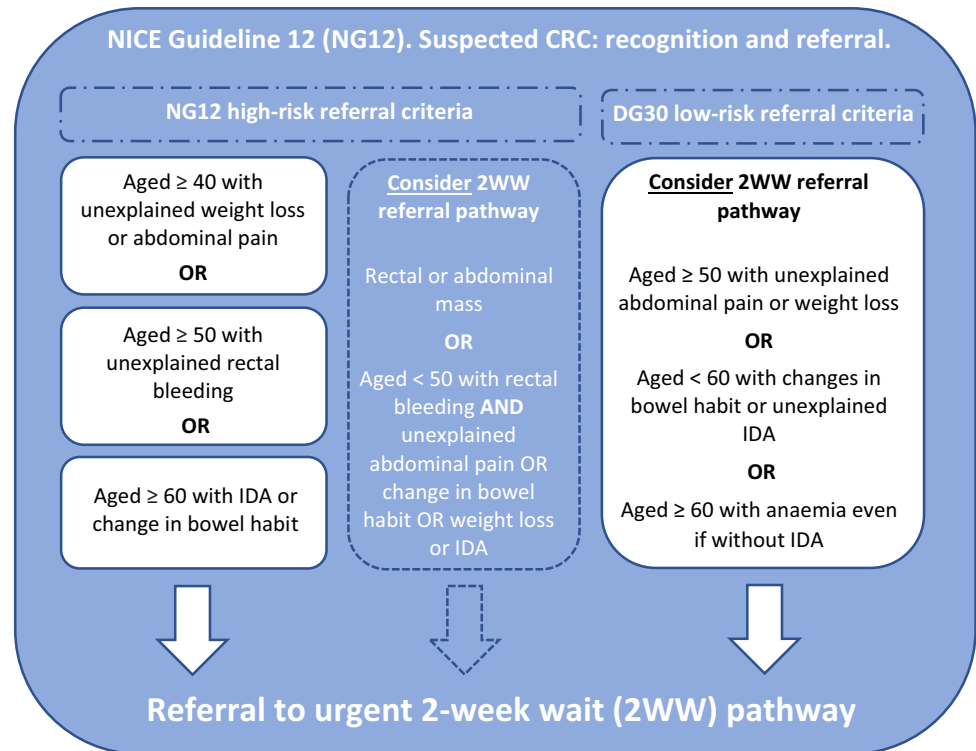 NICE Guideline 12 (NG12). Suspected CRC: recognition and referral.
NG12 high-risk referral criteria
Aged ≥ 40 with
unexplained weight loss
or abdominal pain
OR
Aged ≥ 50 with
unexplained rectal
bleeding
OR
Aged ≥ 60 with IDA or
change in bowel habit
Consider 2WW
referral pathway
Rectal or abdominal
mass
OR
Aged < 50 with rectal
bleeding AND
unexplained
abdominal pain OR
change in bowel
habit OR weight loss
or IDA
DG30 low-risk referral criteria
Consider 2WW referral
pathway
Aged ≥ 50 with unexplained
abdominal pain or weight loss
OR
Aged < 60 with changes in
bowel habit or unexplained
IDA
OR
Aged ≥ 60 with anaemia even
if without IDA
Referral to urgent 2-week wait (2WW) pathway